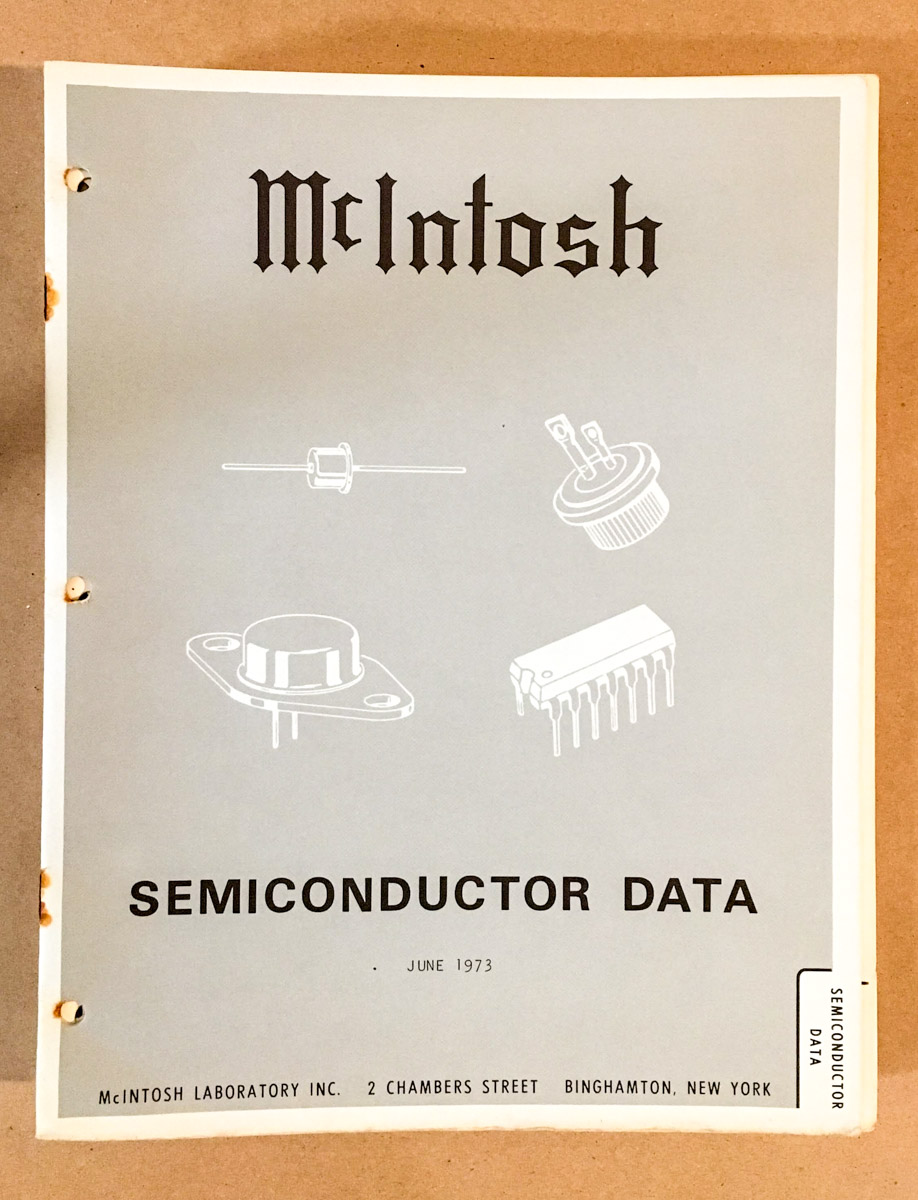 McIntosh
SEMICONDUCTOR DATA
JUNE 1973
McINTOSH LABORATORY INC. 2 CHAMBERS STREET BINGHAMTON, NEW YORK
SEMICONDUCTOR
DATA